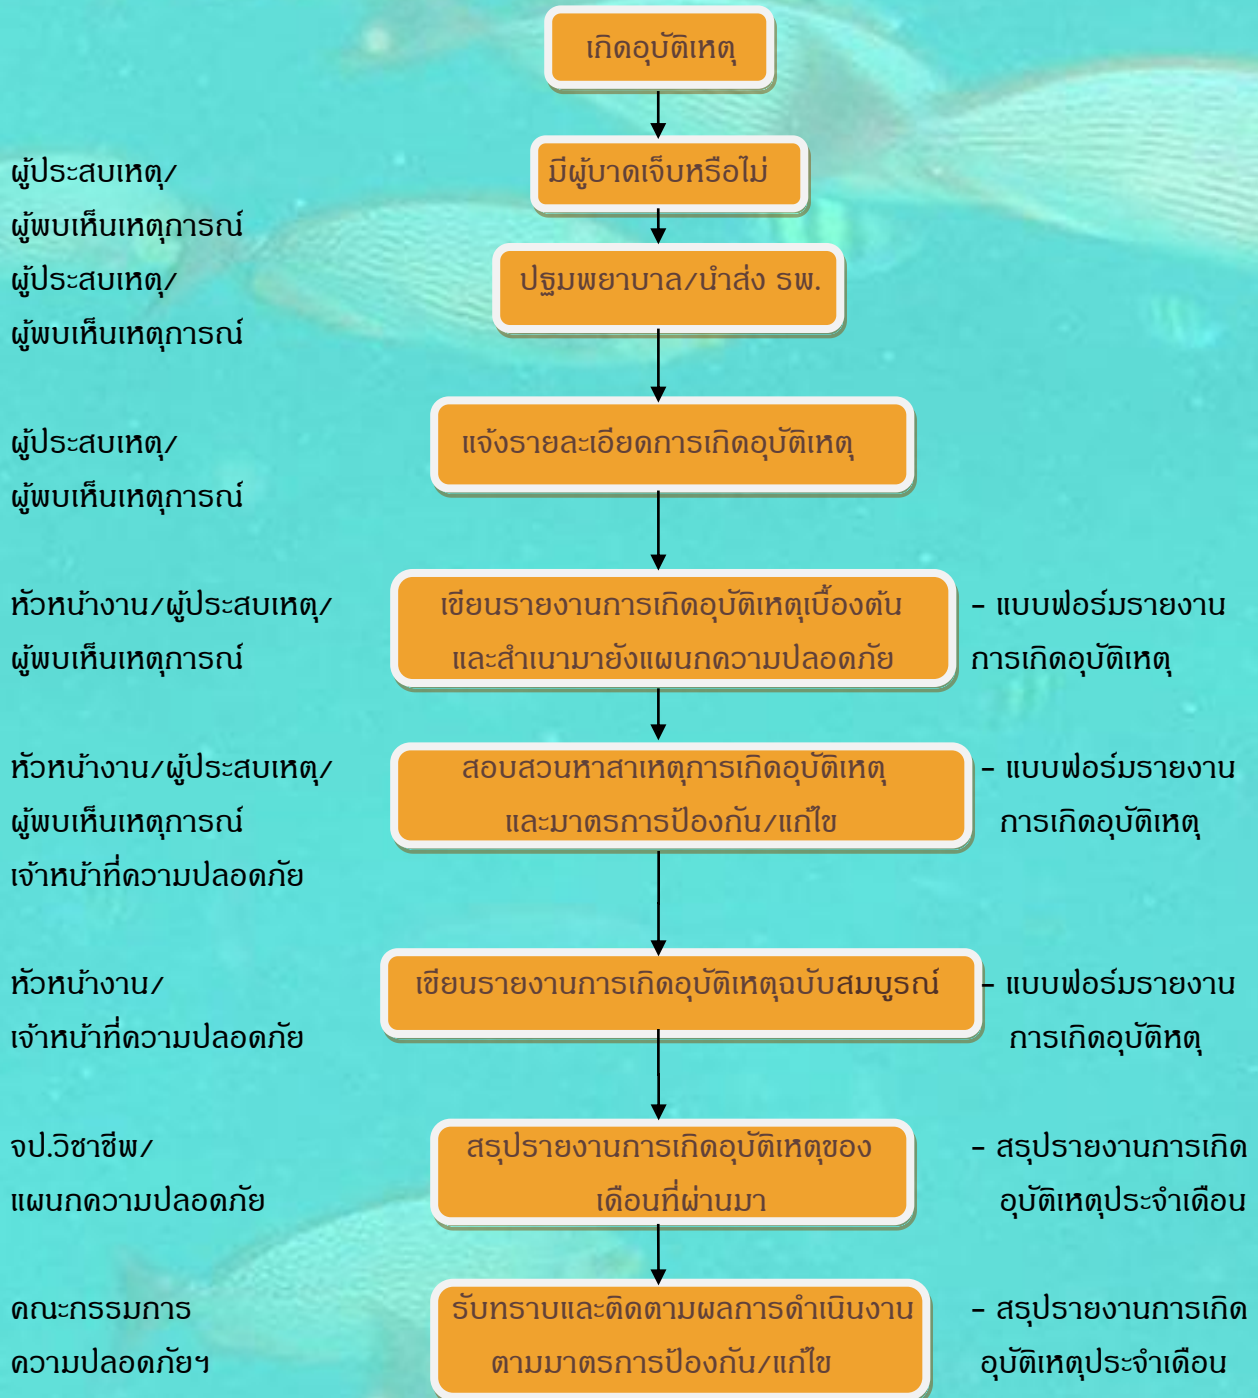 เกิดอุบัติเหตุ
ผู้ประสบเหตุ/
ผู้พบเห็นเหตุการณ์
มีผู้บาดเจ็บหรือไม่
ผู้ประสบเหตุ/
ผู้พบเห็นเหตุการณ์
ปฐมพยาบาล/นำส่ง รพ.
ผู้ประสบเหตุ/
ผู้พบเห็นเหตุการณ์
แจ้งรายละเอียดการเกิดอุบัติเหตุ
หัวหน้างาน/ผู้ประสบเหตุ/
ผู้พบเห็นเหตุการณ์
เขียนรายงานการเกิดอุบัติเหตุเบื้องต้น
และสำเนามายังแผนกความปลอดภัย
- แบบฟอร์มรายงาน
การเกิดอุบัติเหตุ
หัวหน้างาน/ผู้ประสบเหตุ/
ผู้พบเห็นเหตุการณ์
เจ้าหน้าที่ความปลอดภัย
สอบสวนหาสาเหตุการเกิดอุบัติเหตุ
และมาตรการป้องกัน/แก้ไข
- แบบฟอร์มรายงาน
การเกิดอุบัติเหตุ
หัวหน้างาน/
เจ้าหน้าที่ความปลอดภัย
เขียนรายงานการเกิดอุบัติเหตุฉบับสมบูรณ์
- แบบฟอร์มรายงาน
การเกิดอุบัติหตุ
จป.วิชาชีพ/
แผนกความปลอดภัย
สรุปรายงานการเกิดอุบัติเหตุของ
เดือนที่ผ่านมา
- สรุปรายงานการเกิด
อุบัติเหตุประจำเดือน
คณะกรรมการ
ความปลอดภัยฯ
รับทราบและติดตามผลการดำเนินงาน
ตามมาตรการป้องกัน/แก้ไข
- สรุปรายงานการเกิด
อุบัติเหตุประจำเดือน